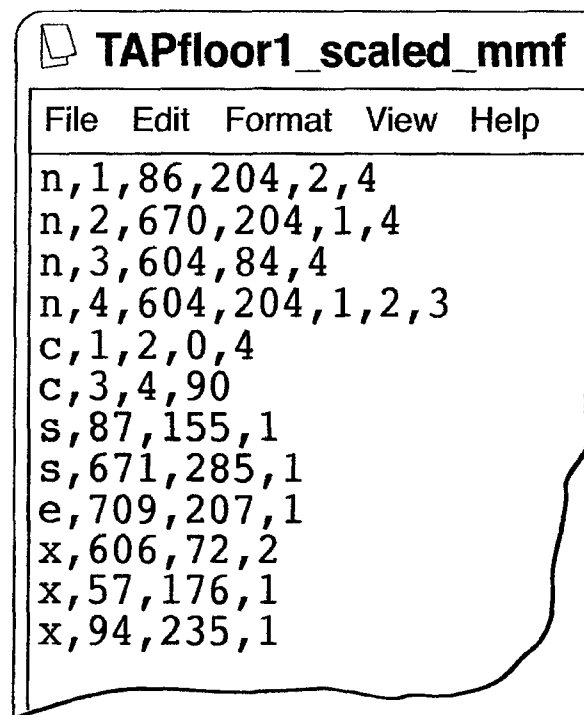 TAPfloor1_scaled_mmf
File Edit Format View Help
n,1,86,204,2,4
n,2,670,204,1,4
n,3,604,84,4
n,4,604,204,1,2,3
c,1,2,0,4
c,3,4,90
s,87,155,1
s,671,285,1
e,709,207,1
x,606,72,2
x,57,176,1
x,94,235,1